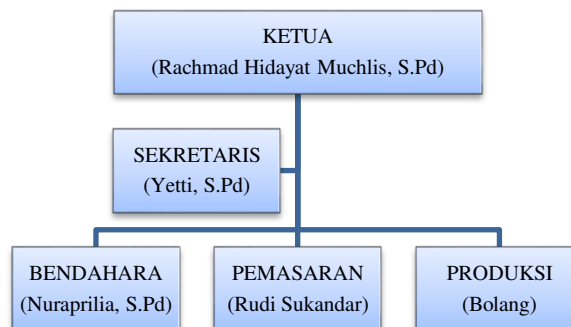 KETUA
(Rachmad Hidayat Muchlis, S.Pd)
SEKRETARIS
(Yetti, S.Pd)
BENDAHARA
(Nuraprilia, S.Pd)
PEMASARAN
(Rudi Sukandar)
PRODUKSI
(Bolang)